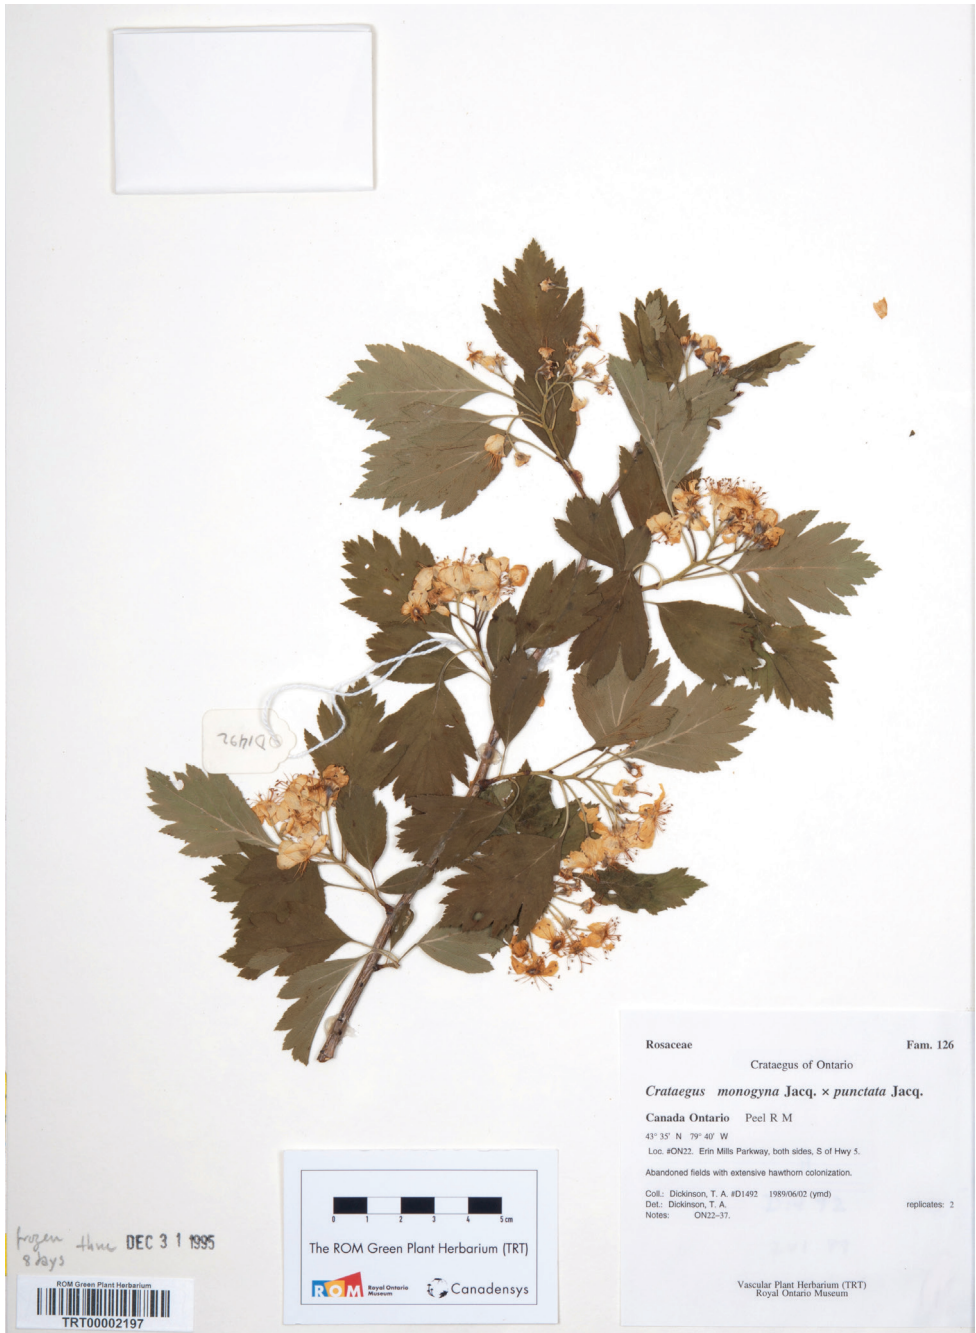 D1492
Rosaceae Fam. 126
Crataegus of Ontario
Crataegus monogyna Jacq. × punctata Jacq.
Canada Ontario Peel R M
43° 35' N 79° 40' W
Loc. #ON22. Erin Mills Parkway, both sides, S of Hwy 5.
Abandoned fields with extensive hawthorn colonization.
Coll.: Dickinson, T. A. #D1492 1989/06/02 (ymd)
Det.: Dickinson, T. A. replicates: 2
Notes: ON22-37.
Vascular Plant Herbarium (TRT)
Royal Ontario Museum
0 1 2 3 4 5 cm
The ROM Green Plant Herbarium (TRT)
ROM Royal Ontario
Museum
Canadensys
frozen thru DEC 31 1995
8 days
ROM Green Plant Herbarium
TRT00002197